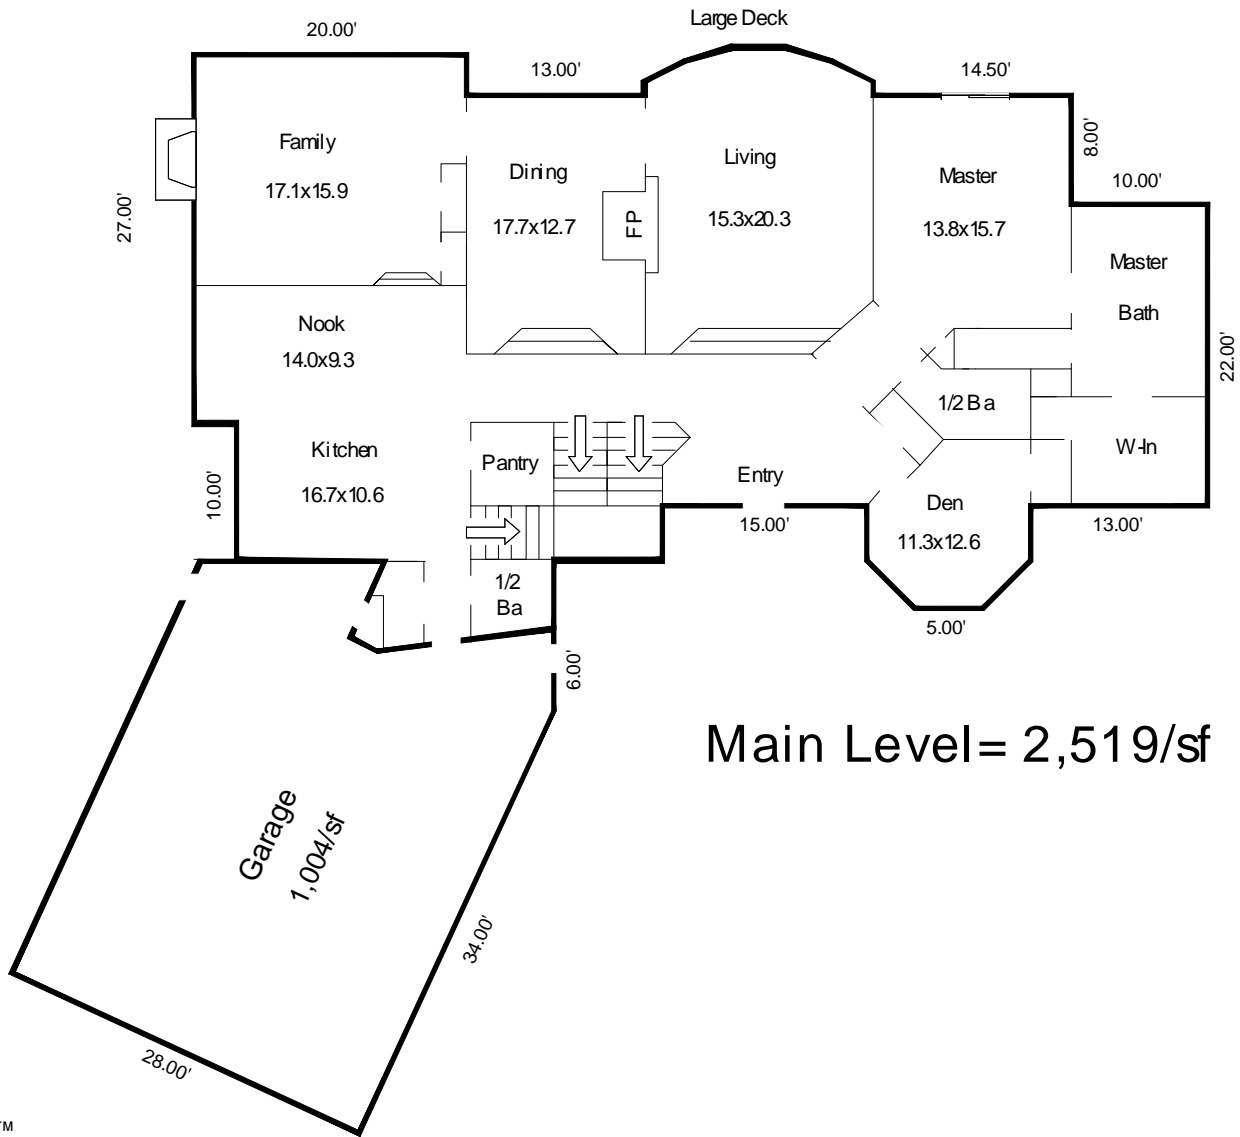 Large Deck
20.00'
13.00'
14.50'
Family
17.1x15.9
Dining
17.7x12.7
FP
Living
15.3x20.3
Master
13.8x15.7
8.00'
10.00'
27.00'
Master
Bath
Nook
14.0x9.3
22.00'
1/2 Ba
W-In
Kitchen
16.7x10.6
Pantry
Entry
10.00'
15.00'
Den
11.3x12.6
13.00'
1/2
Ba
5.00'
6.00'
Main Level= 2,519/sf
Garage
1,004/sf
34.00'
28.00'
TM